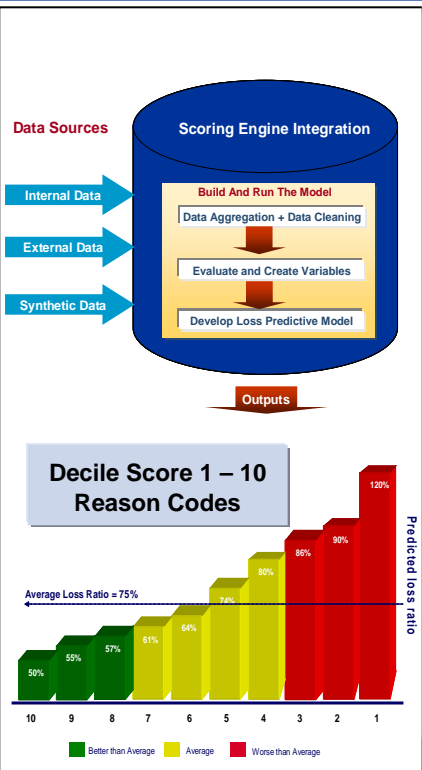 Data Sources
Scoring Engine Integration
Build And Run The Model
Internal Data
Data Aggregation + Data Cleaning
External Data
Evaluate and Create Variables
Synthetic Data
Develop Loss Predictive Model
Outputs
Decile Score 1 – 10
Reason Codes
120%
90%
86%
80%
74%
64%
61%
57%
55%
50%
Average Loss Ratio = 75%
Predicted loss ratio
10 9 8 7 6 5 4 3 2 1
Better than Average Average Worse than Average